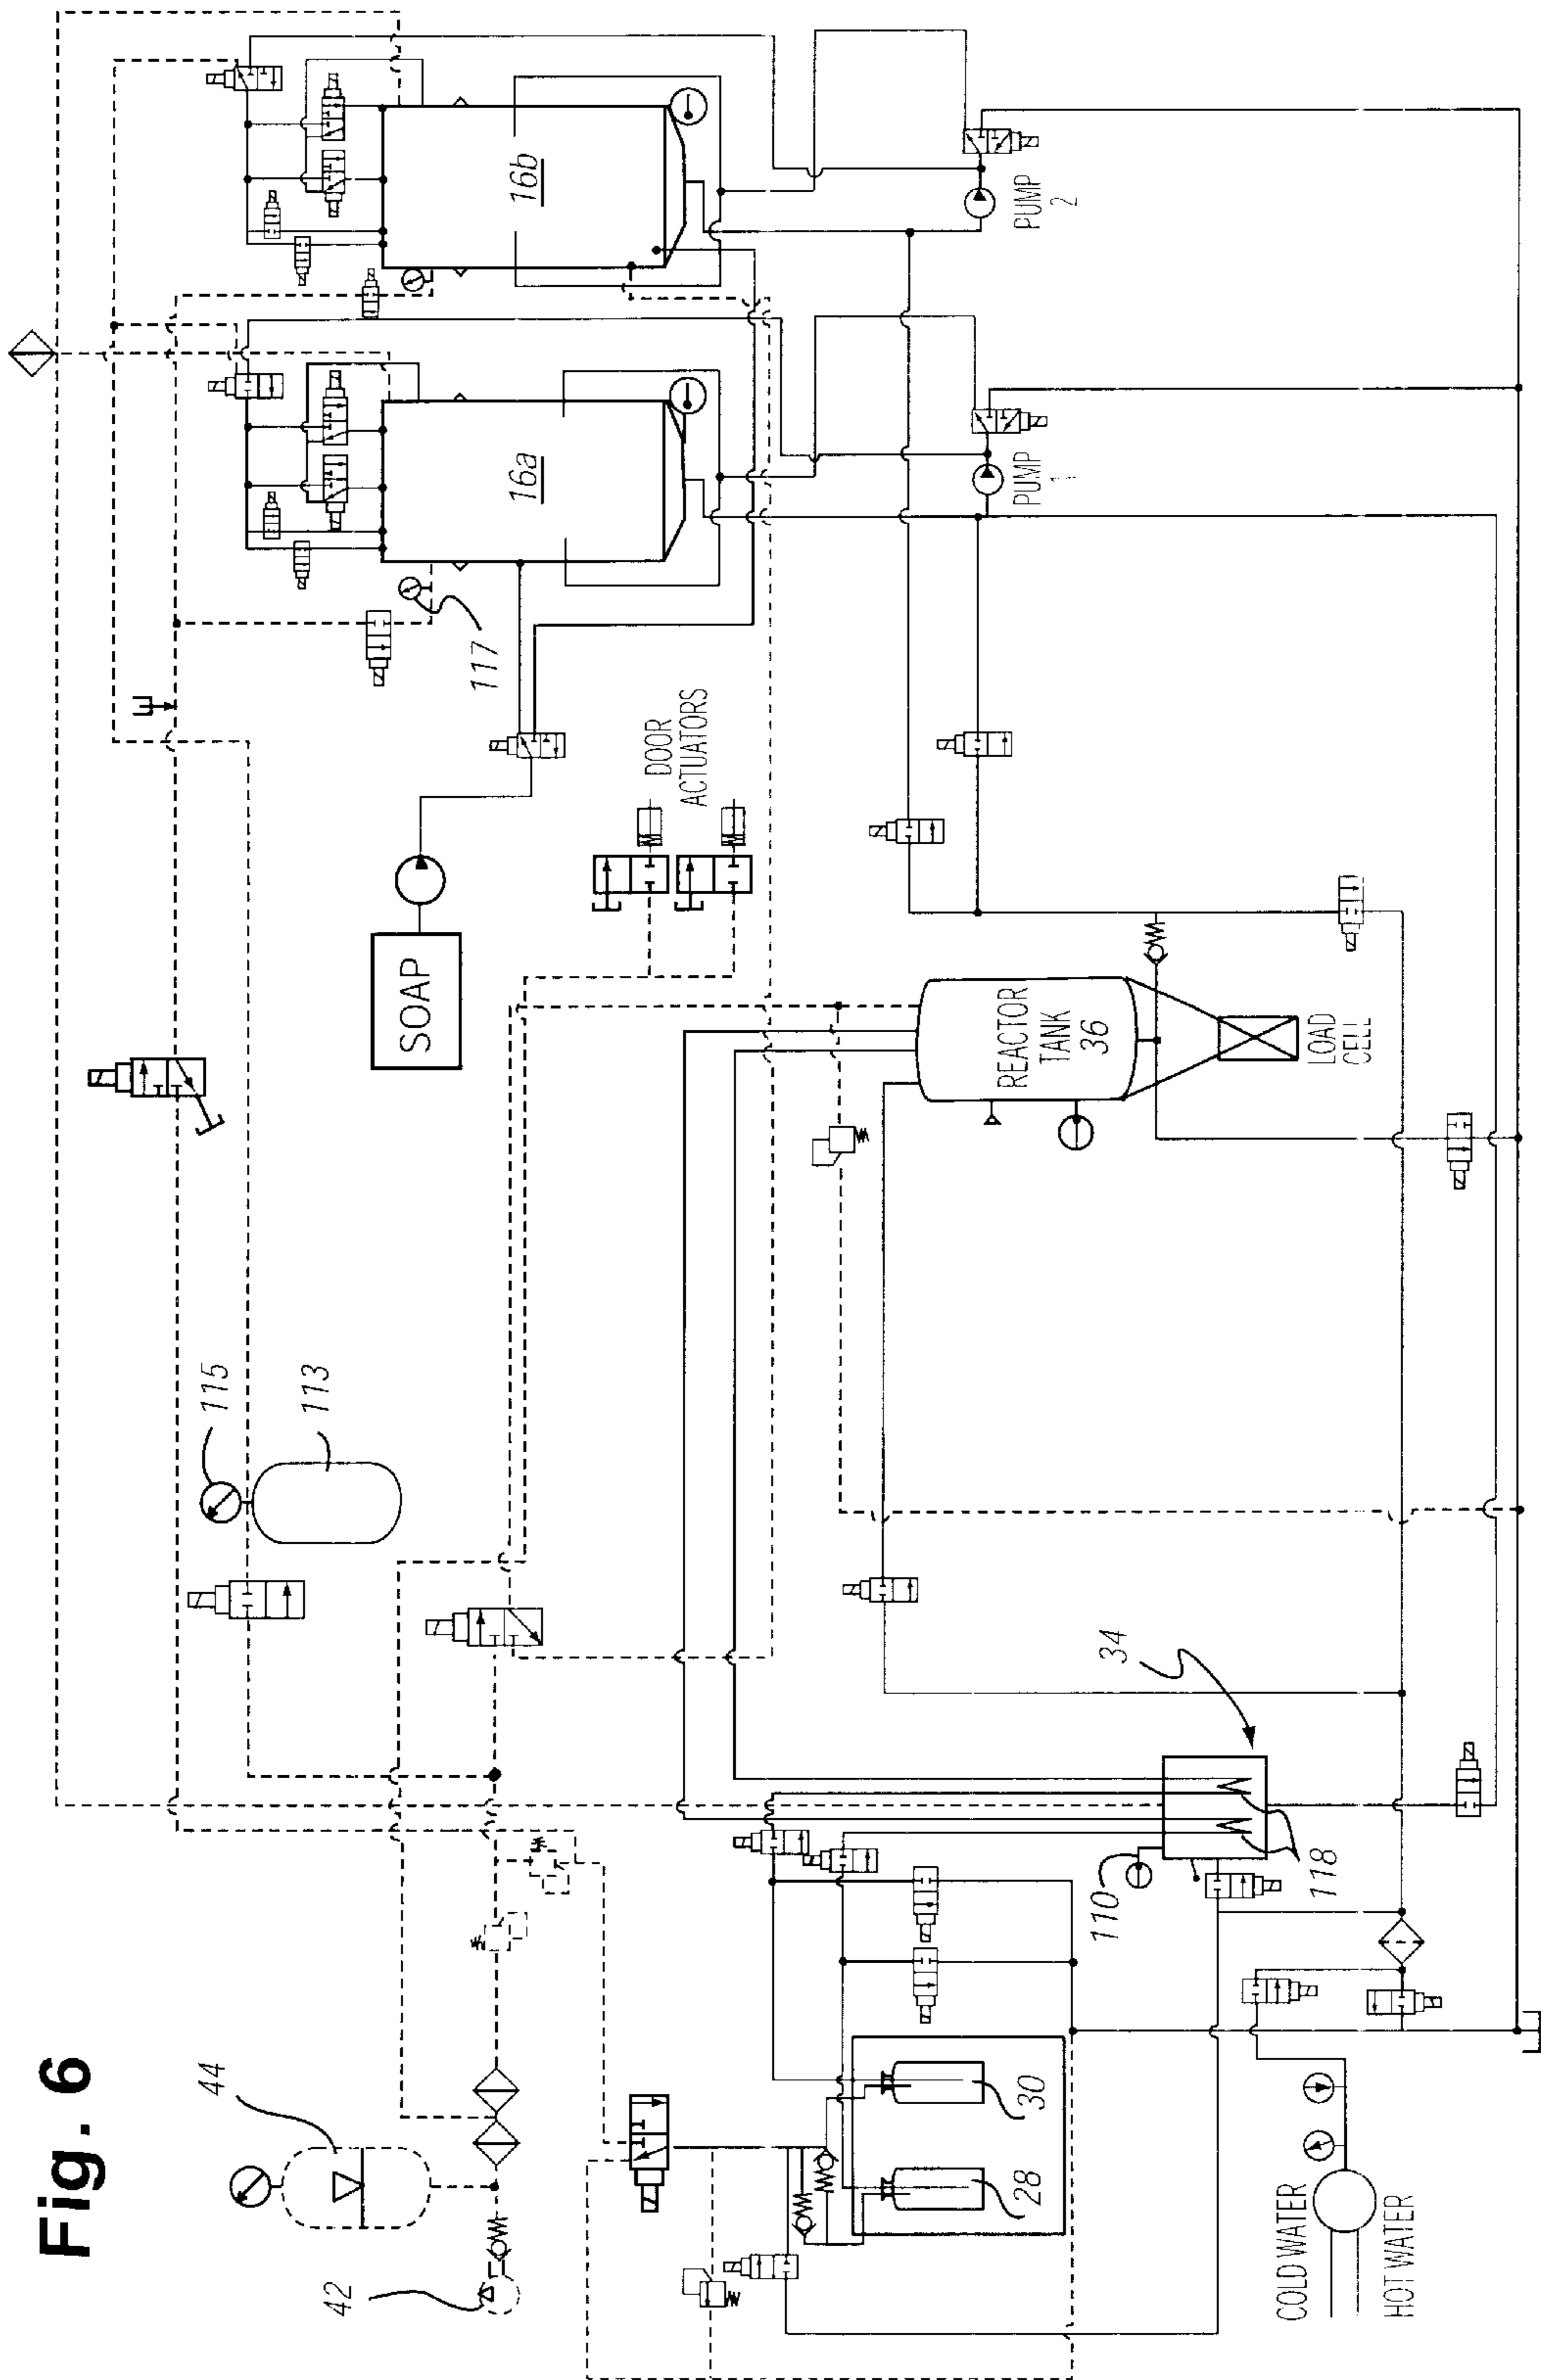 Fig. 6
44
42
115
113
117
16a
16b
SOAP
DOOR
ACTUATORS
PUMP
1
PUMP
2
REACTOR
TANK
36
LOAD
CELL
34
110
118
30
28
COLD WATER
HOT WATER